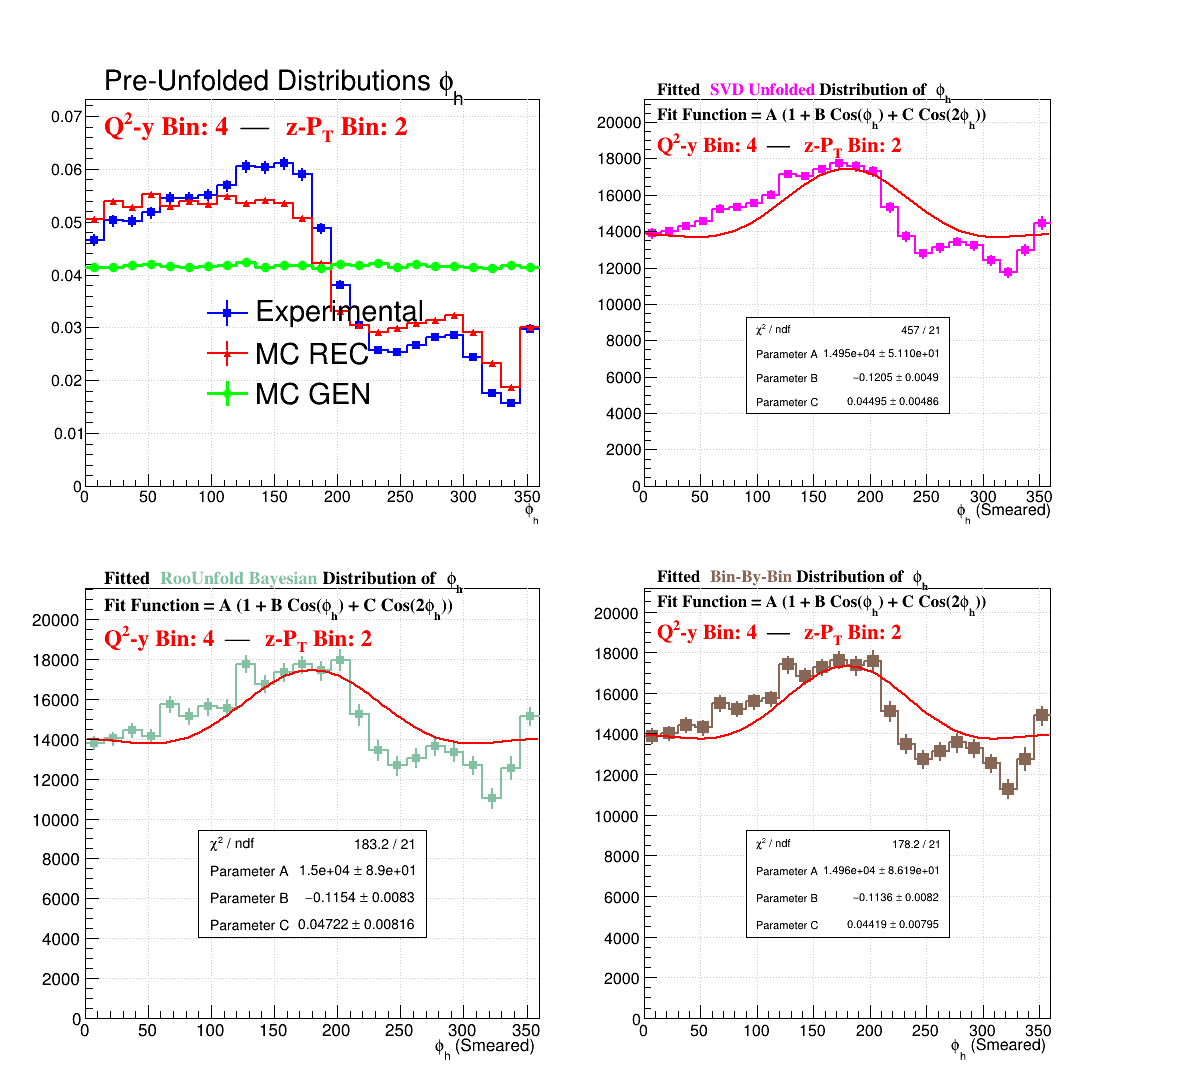 Pre-Unfolded Distributions ϕh
Q2-y Bin: 4 — z-PT Bin: 2
0.07
0.06
0.05
0.04
0.03
0.02
0.01
0
Experimental
MC REC
MC GEN
0 50 100 150 200 250 300 350
ϕh
Fitted SVD Unfolded Distribution of ϕh
Fit Function = A (1 + B Cos(ϕh) + C Cos(2ϕh))
Q2-y Bin: 4 — z-PT Bin: 2
20000
18000
16000
14000
12000
10000
8000
6000
4000
2000
0
χ2 / ndf 457 / 21
Parameter A 1.495e+04 ± 5.110e+01
Parameter B −0.1205 ± 0.0049
Parameter C 0.04495 ± 0.00486
0 50 100 150 200 250 300 350
ϕh (Smeared)
Fitted RooUnfold Bayesian Distribution of ϕh
Fit Function = A (1 + B Cos(ϕh) + C Cos(2ϕh))
Q2-y Bin: 4 — z-PT Bin: 2
20000
18000
16000
14000
12000
10000
8000
6000
4000
2000
0
χ2 / ndf 183.2 / 21
Parameter A 1.5e+04 ± 8.9e+01
Parameter B −0.1154 ± 0.0083
Parameter C 0.04722 ± 0.00816
0 50 100 150 200 250 300 350
ϕh (Smeared)
Fitted Bin-By-Bin Distribution of ϕh
Fit Function = A (1 + B Cos(ϕh) + C Cos(2ϕh))
Q2-y Bin: 4 — z-PT Bin: 2
20000
18000
16000
14000
12000
10000
8000
6000
4000
2000
0
χ2 / ndf 178.2 / 21
Parameter A 1.496e+04 ± 8.619e+01
Parameter B −0.1136 ± 0.0082
Parameter C 0.04419 ± 0.00795
0 50 100 150 200 250 300 350
ϕh (Smeared)